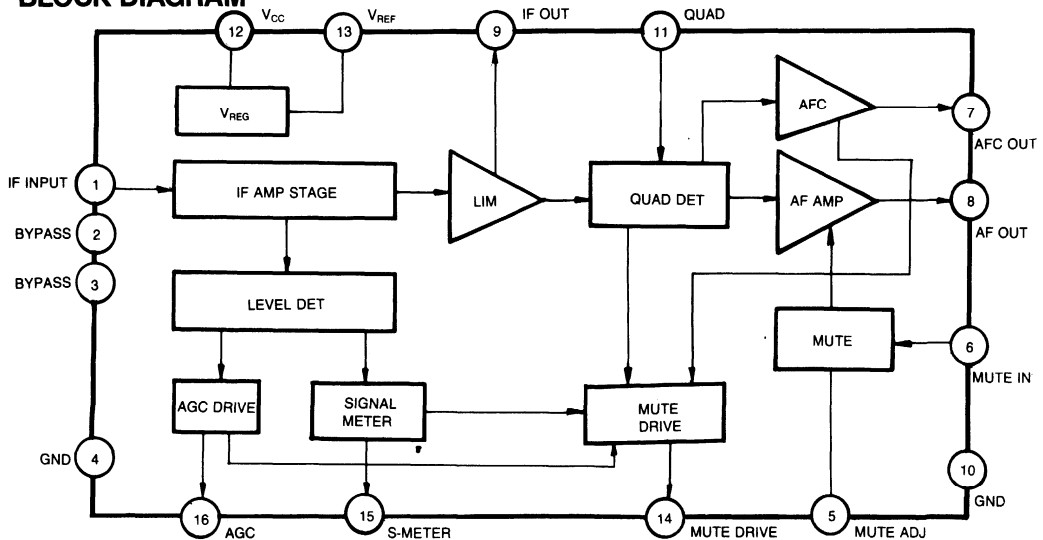 BLOCK DIAGRAM
VCC
VREF
IF OUT
QUAD
12
13
9
11
VREG
AFC
7
AFC OUT
IF INPUT
1
IF AMP STAGE
LIM
QUAD DET
AF AMP
8
AF OUT
BYPASS
2
BYPASS
3
LEVEL DET
MUTE
6
MUTE IN
AGC DRIVE
SIGNAL
METER
MUTE
DRIVE
GND
4
10
GND
16
AGC
15
S-METER
14
MUTE DRIVE
5
MUTE ADJ